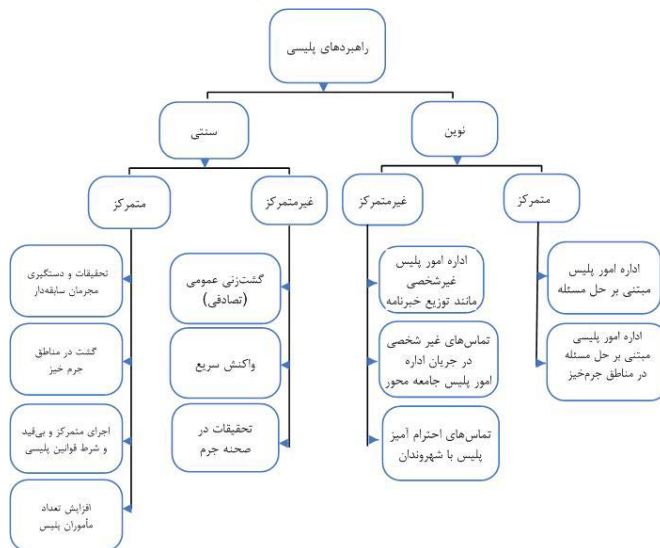 راهبردهای پلیسی
نوین
سنتی
متمرکز
غیرمتمرکز
غیرمتمرکز
متمرکز
اداره امور پلیس
مبتنی بر حل مسئله
اداره امور پلیسی
مبتنی بر حل مسئله
در مناطق جرم‌خیز
اداره امور پلیس
غیرشخصی
مانند توزیع خبرنامه
تماس‌های غیر شخصی
در جریان اداره
امور پلیس جامعه محور
تماس‌های احترام آمیز
پلیس با شهروندان
گشت‌زنی عمومی
(تصادفی)
واکنش سریع
تحقیقات در
صحنه جرم
تحقیقات و دستگیری
مجرمان سابقه‌دار
گشت در مناطق
جرم خیز
اجرای متمرکز و بی‌قید
و شرط قوانین پلیسی
افزایش تعداد
مأموران پلیس